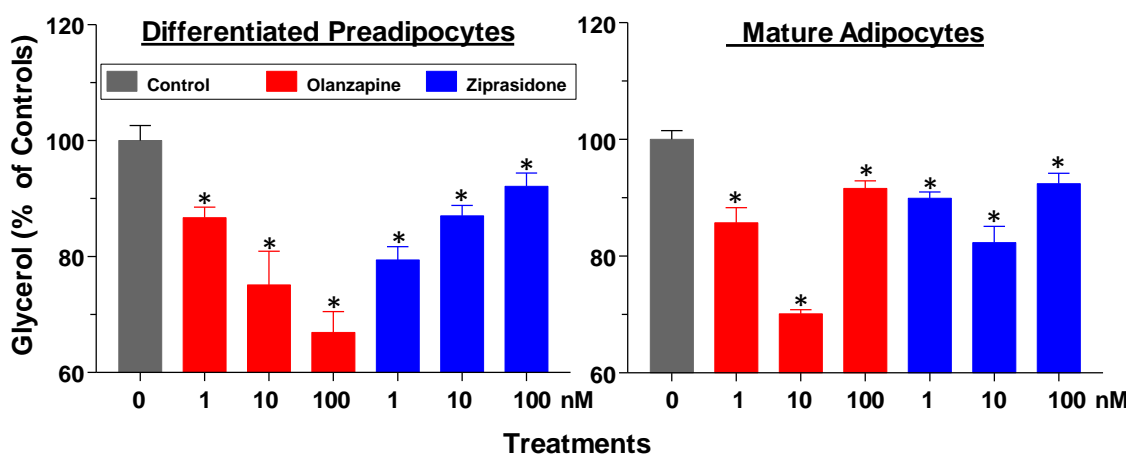 Differentiated Preadipocytes
Mature Adipocytes
Control Olanzapine Ziprasidone
Glycerol (% of Controls)
120
100
80
60
120
100
80
60
* * * * * *
* * * * * *
0 1 10 100 1 10 100 nM
0 1 10 100 1 10 100 nM
Treatments